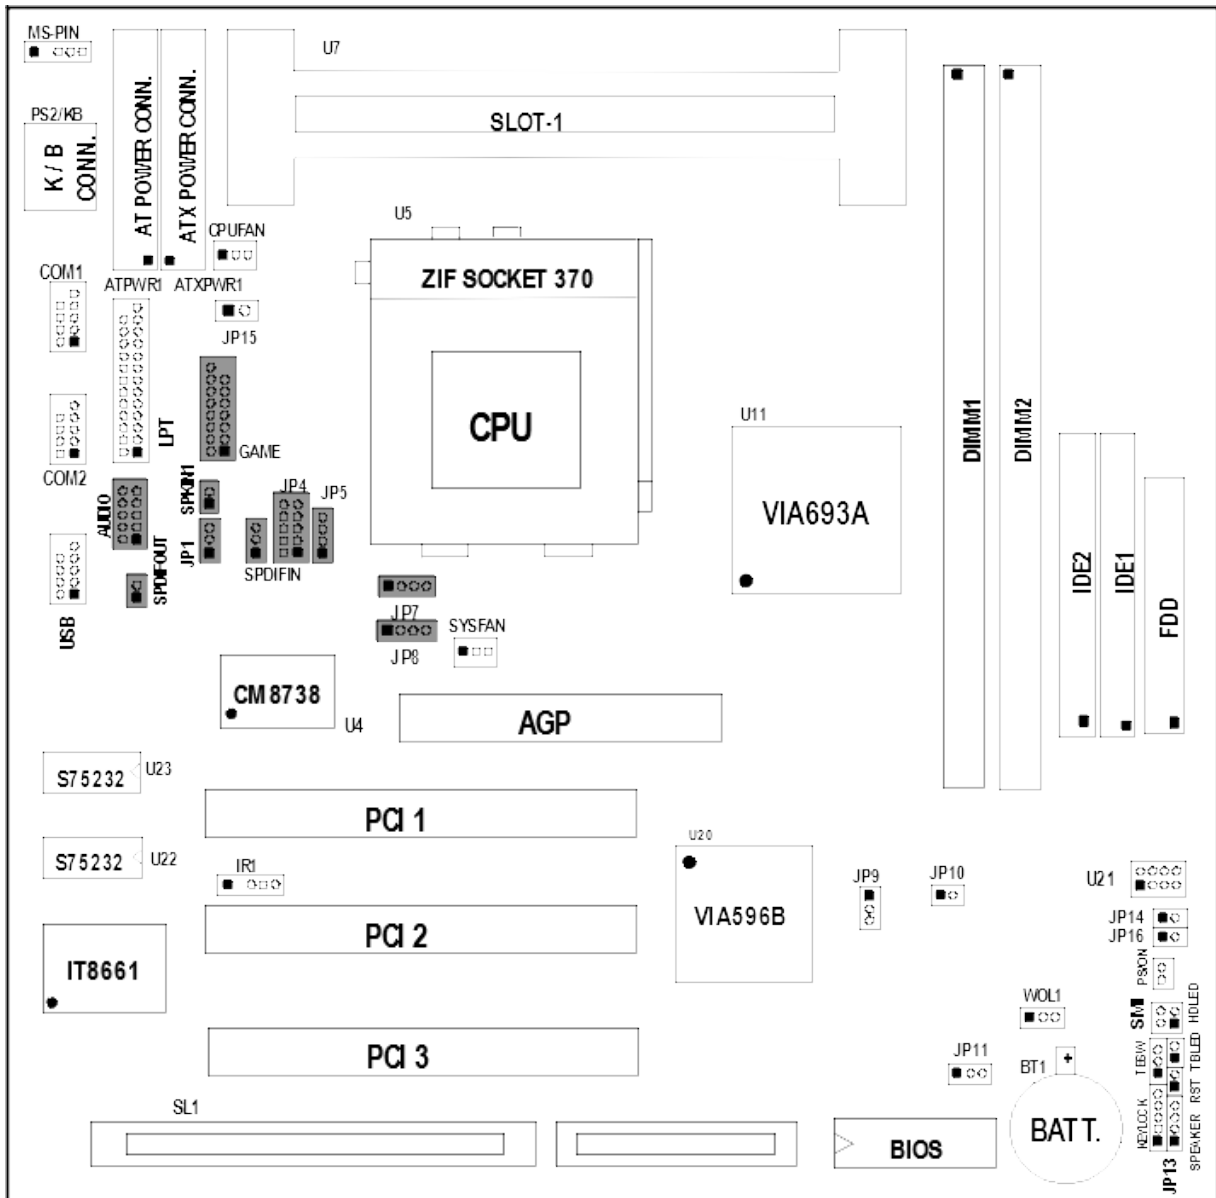 MS-PIN
U7
AT POWER CONN.
ATX POWER CONN.
SLOT-1
PS2/KB
K / B
CONN.
U5
CPUFAN
ZIF SOCKET 370
COM1
ATPWR1
ATXPWR1
JP15
CPU
U11
DIMM1
DIMM2
LPT
GAME
COM2
AUDIO
SPKIN1
JP4
JP5
VIA693A
JP1
SPDIFIN
SPDIFOUT
USB
IDE2
IDE1
FDD
JP7
JP8
SYSFAN
CM8738
U4
AGP
S75232
U23
PCI 1
U20
S75232
U22
IR1
JP9
JP10
U21
VIA596B
JP14
JP16
PCI 2
IT8661
PS/ON
WOL1
SMI
HDLED
PCI 3
JP11
BT1
+
TBSW
TBLED
RST
SL1
KEYLOCK
SPEAKER
BIOS
BATT.
JP13